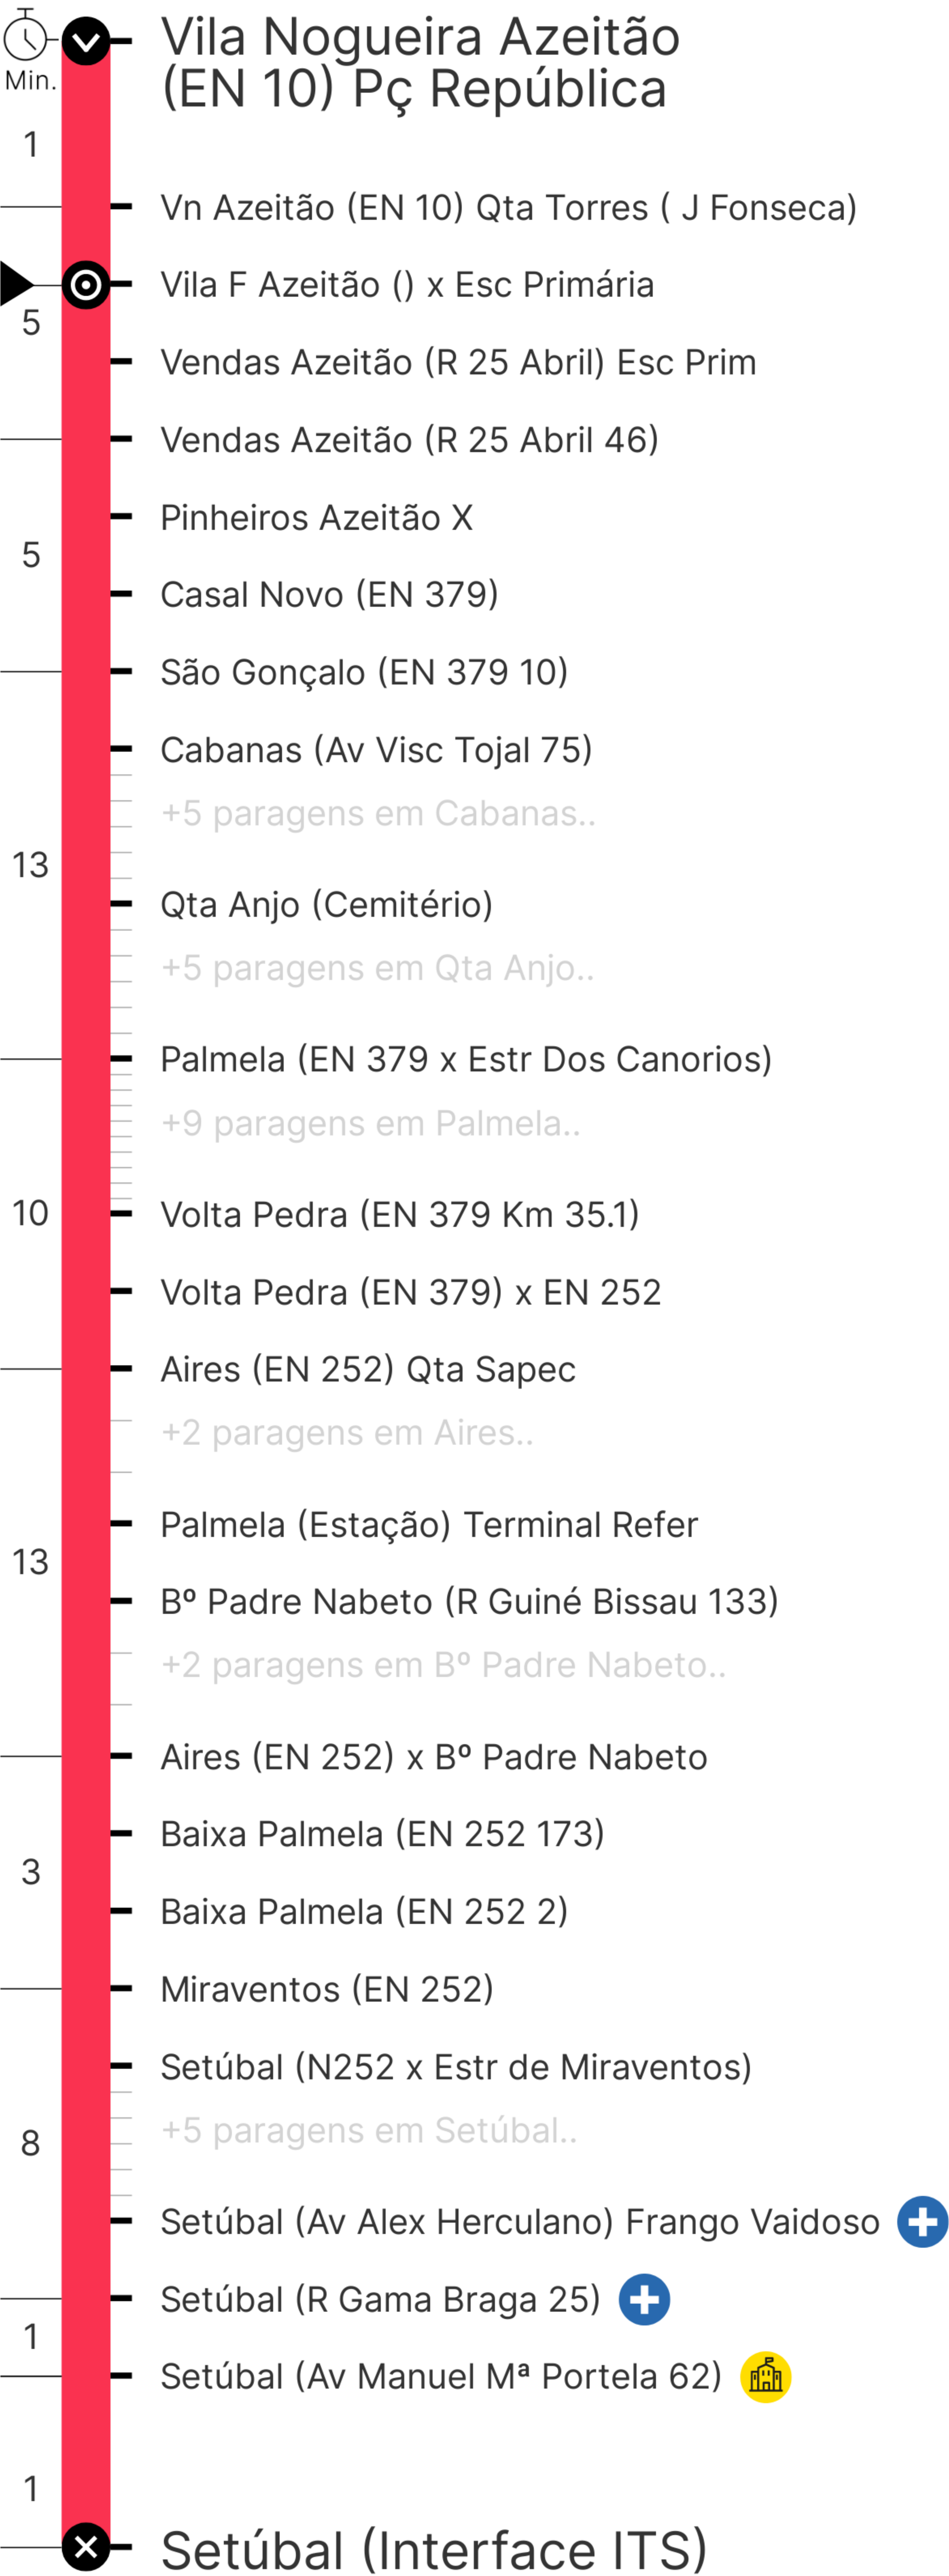 Vila Nogueira Azeitão
(EN 10) Pç República
Min.
1
Vn Azeitão (EN 10) Qta Torres ( J Fonseca)
Vila F Azeitão () x Esc Primária
5
Vendas Azeitão (R 25 Abril) Esc Prim
Vendas Azeitão (R 25 Abril 46)
Pinheiros Azeitão X
5
Casal Novo (EN 379)
São Gonçalo (EN 379 10)
Cabanas (Av Visc Tojal 75)
+5 paragens em Cabanas..
13
Qta Anjo (Cemitério)
+5 paragens em Qta Anjo..
Palmela (EN 379 x Estr Dos Canorios)
+9 paragens em Palmela..
10
Volta Pedra (EN 379 Km 35.1)
Volta Pedra (EN 379) x EN 252
Aires (EN 252) Qta Sapec
+2 paragens em Aires..
Palmela (Estação) Terminal Refer
13
Bº Padre Nabeto (R Guiné Bissau 133)
+2 paragens em Bº Padre Nabeto..
Aires (EN 252) x Bº Padre Nabeto
Baixa Palmela (EN 252 173)
3
Baixa Palmela (EN 252 2)
Miraventos (EN 252)
Setúbal (N252 x Estr de Miraventos)
+5 paragens em Setúbal..
8
Setúbal (Av Alex Herculano) Frango Vaidoso
Setúbal (R Gama Braga 25)
1
Setúbal (Av Manuel Mª Portela 62)
1
Setúbal (Interface ITS)